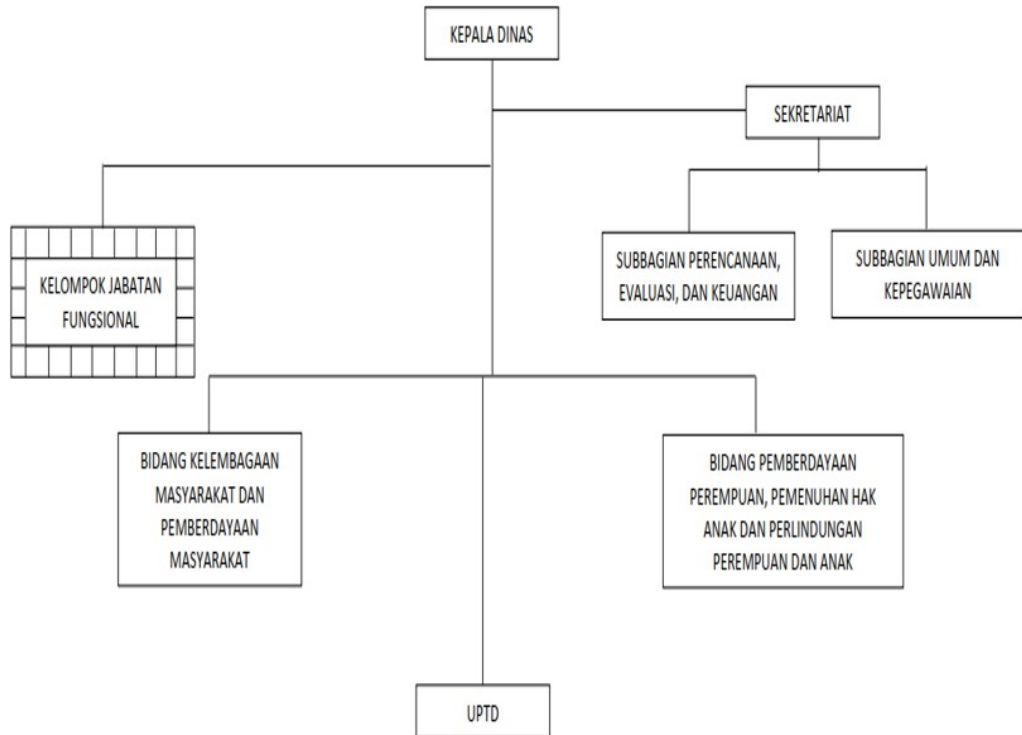 KEPALA DINAS
SEKRETARIAT
SUBBAGIAN PERENCANAAN,
EVALUASI, DAN KEUANGAN
SUBBAGIAN UMUM DAN
KEPEGAWAIAN
KELOMPOK JABATAN
FUNGSIONAL
BIDANG KELEMBAGAAN
MASYARAKAT DAN
PEMBERDAYAAN
MASYARAKAT
BIDANG PEMBERDAYAAN
PEREMPUAN, PEMENUHAN HAK
ANAK DAN PERLINDUNGAN
PEREMPUAN DAN ANAK
UPTD